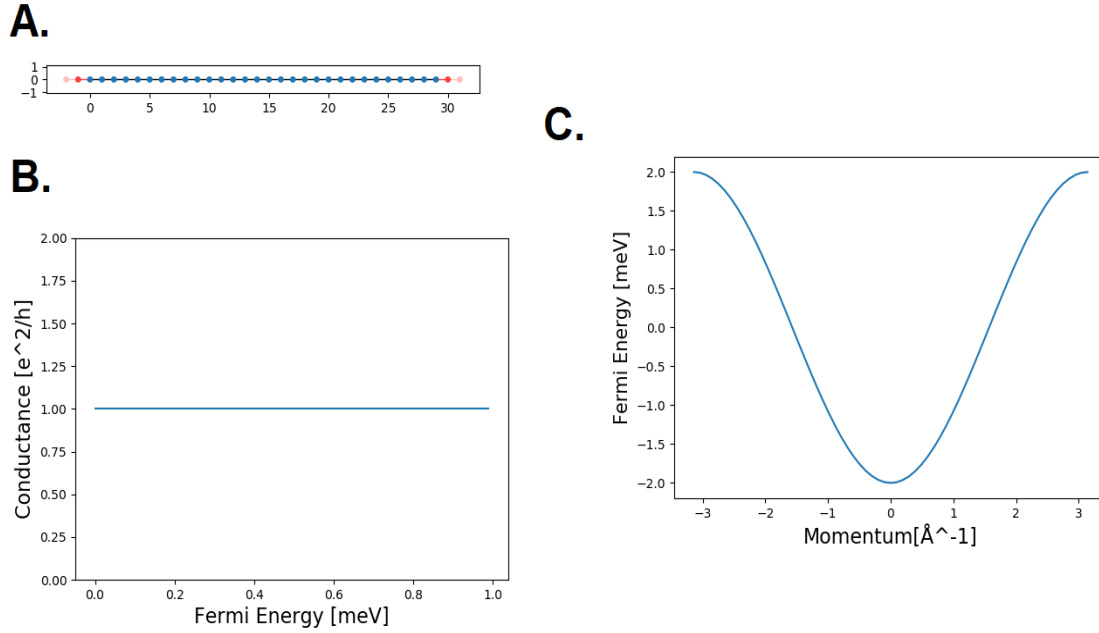 A.
1
0
−1
0 5 10 15 20 25 30
B.
2.00
1.75
1.50
1.25
1.00
0.75
0.50
0.25
0.00
Conductance [e^2/h]
0.0 0.2 0.4 0.6 0.8 1.0
Fermi Energy [meV]
C.
2.0
1.5
1.0
0.5
0.0
−0.5
−1.0
−1.5
−2.0
Fermi Energy [meV]
−3 −2 −1 0 1 2 3
Momentum[Å^-1]